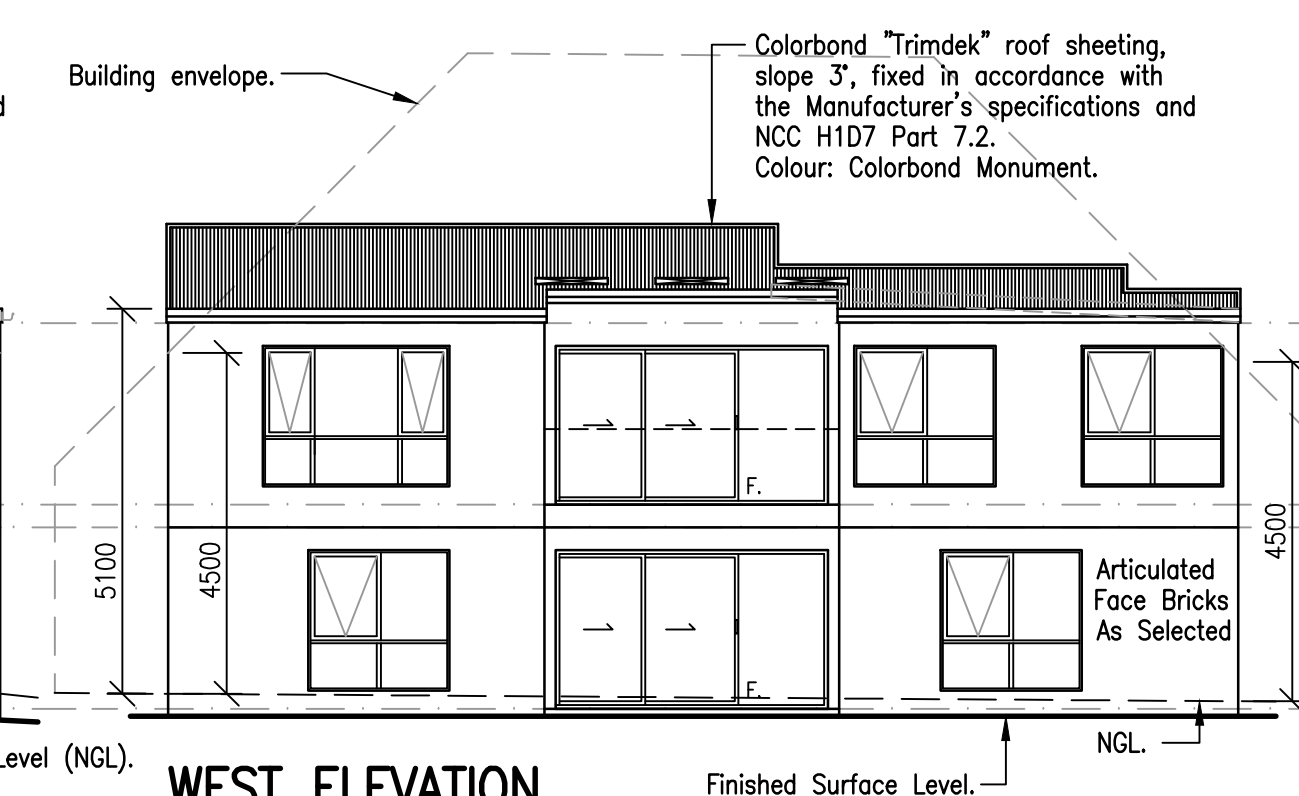 Building envelope.
Colorbond "Trimdek" roof sheeting,
slope 3°, fixed in accordance with
the Manufacturer's specifications and
NCC H1D7 Part 7.2.
Colour: Colorbond Monument.
5100
4500
F.
F.
4500
Articulated
Face Bricks
As Selected
NGL.
Level (NGL).
WEST ELEVATION
Finished Surface Level.